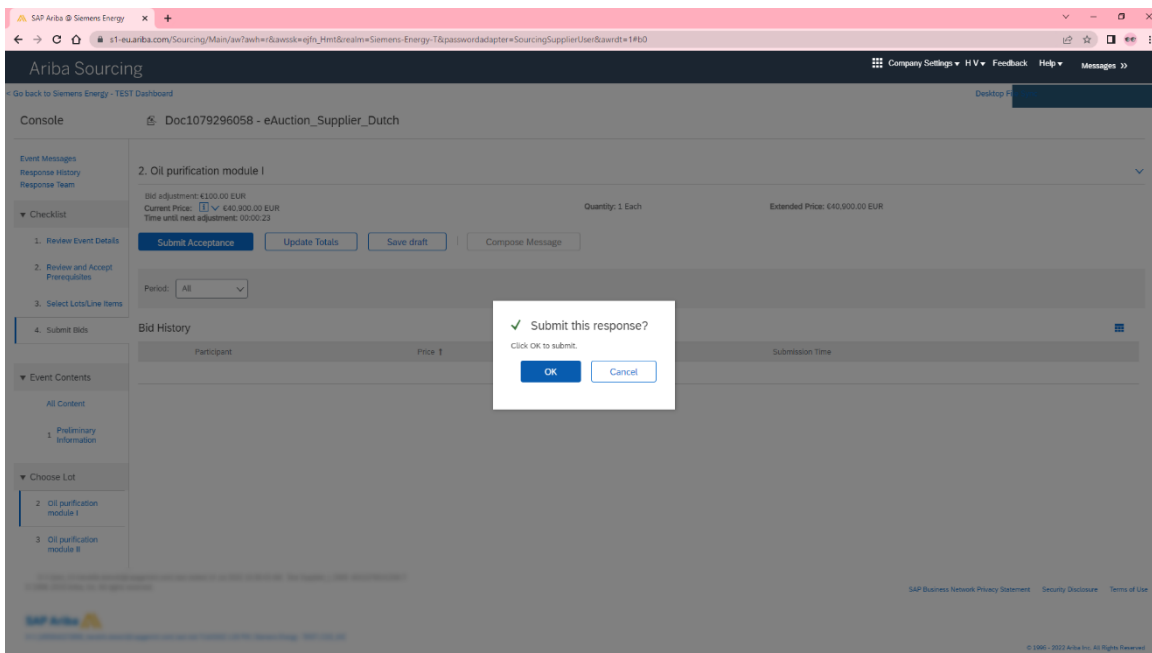 SAP Ariba @ Siemens Energy
s1-eu.ariba.com/Sourcing/Main/aw?awh=r&awssk=ejfn_Hmt&realm=Siemens-Energy-T&passwordadapter=SourcingSupplierUser&awrdt=1#b0
Ariba Sourcing
Company Settings H V Feedback Help Messages >>
< Go back to Siemens Energy - TEST Dashboard
Desktop
Console
Doc1079296058 - eAuction_Supplier_Dutch
Event Messages
Response History
Response Team
2. Oil purification module I
Bid adjustment: €100.00 EUR
Current Price: €40,900.00 EUR
Time until next adjustment: 00:00:23
Quantity: 1 Each
Extended Price: €40,900.00 EUR
Checklist
1. Review Event Details
2. Review and Accept
Prerequisites
3. Select Lots/Line Items
4. Submit Bids
Submit Acceptance Update Totals Save draft Compose Message
Period: All
Bid History
Participant Price ↑ Submission Time
Submit this response?
Click OK to submit.
OK Cancel
Event Contents
All Content
1 Preliminary
Information
Choose Lot
2 Oil purification
module I
3 Oil purification
module II
SAP Business Network Privacy Statement Security Disclosure Terms of Use
SAP Ariba
© 1996 - 2022 Ariba Inc. All Rights Reserved